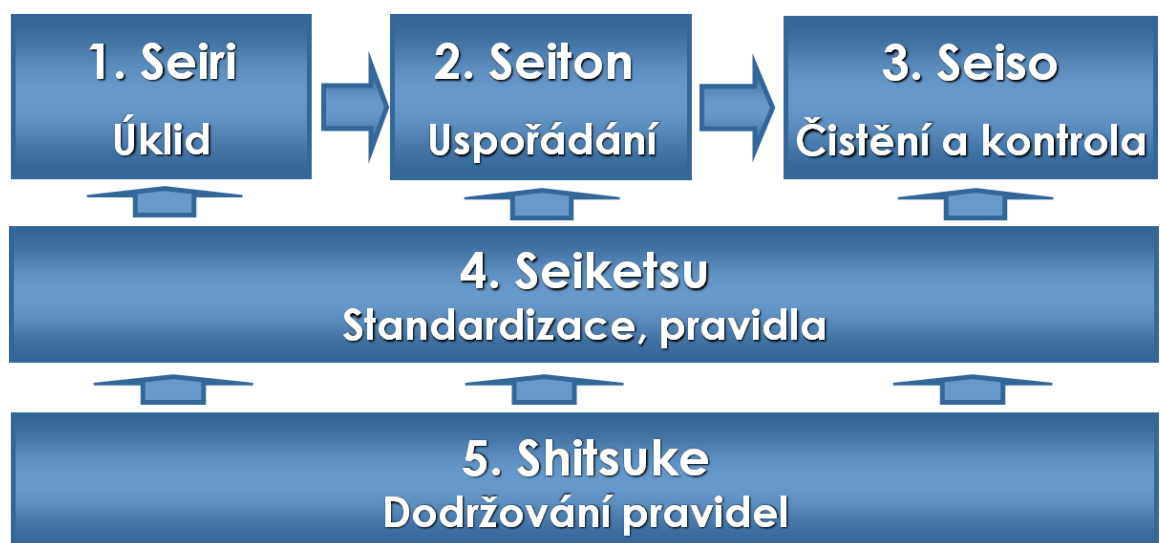 1. Seiri
Úklid
2. Seiton
Uspořádání
3. Seiso
Čistění a kontrola
4. Seiketsu
Standardizace, pravidla
5. Shitsuke
Dodržování pravidel